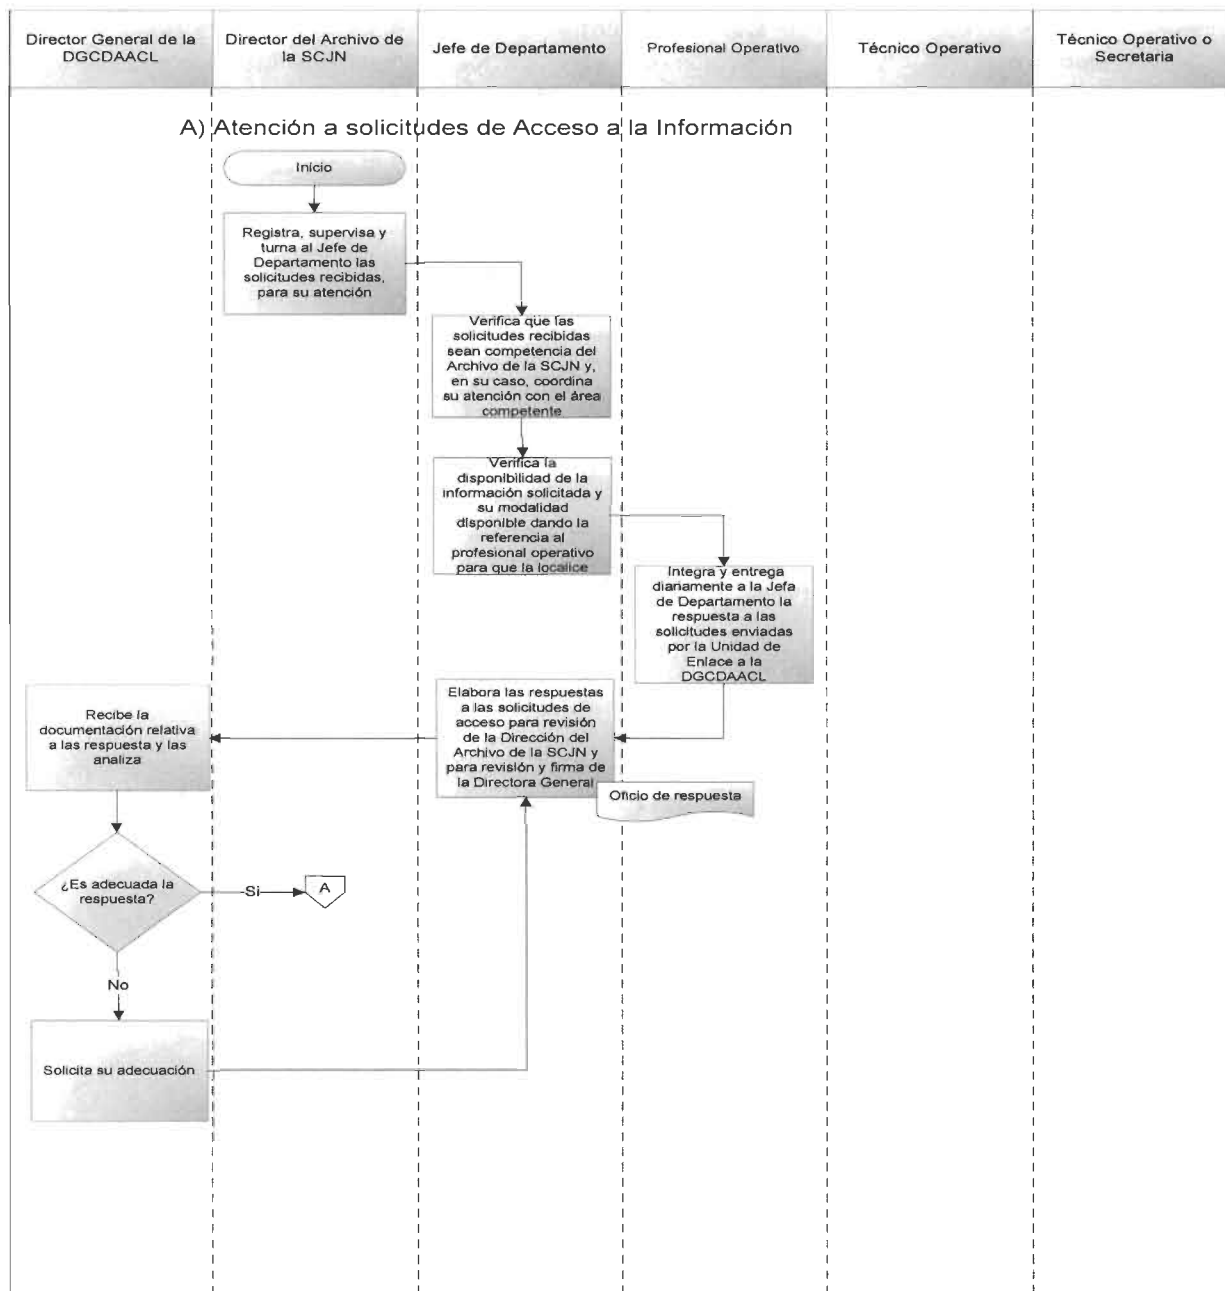 Director General de la
DGCDAACL
Director del Archivo de
la SCJN
Jefe de Departamento
Profesional Operativo
Técnico Operativo
Técnico Operativo o
Secretaria
A) Atención a solicitudes de Acceso a la Información
Início
Registra, supervisa y
turna al Jefe de
Departamento las
solicitudes recibidas,
para su atención
Verifica que las
solicitudes recibidas
sean competencia del
Archivo de la SCJN y,
en su caso, coordina
su atención con el área
competente
Verifica la
disponibilidad de la
información solicitada y
su modalidad
disponible dando la
referencia al
profesional operativo
para que la localice
Integra y entrega
diariamente a la Jefa
de Departamento la
respuesta a las
solicitudes enviadas
por la Unidad de
Enlace a la
DGCDAACL
Elabora las respuestas
a las solicitudes de
acceso para revisión
de la Dirección del
Archivo de la SCJN y
para revisión y firma de
la Directora General
Oficio de respuesta
Recibe la
documentación relativa
a las respuesta y las
analiza
¿Es adecuada la
respuesta?
Si
A
No
Solicita su adecuación